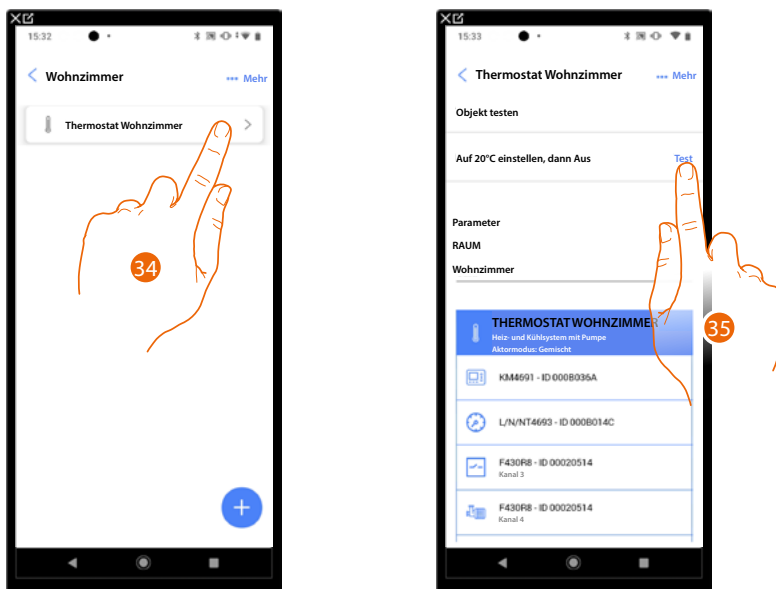 15:32
Wohnzimmer
••• Mehr
Thermostat Wohnzimmer
34
15:33
Thermostat Wohnzimmer
••• Mehr
Objekt testen
Auf 20°C einstellen, dann Aus
Test
Parameter
RAUM
Wohnzimmer
THERMOSTAT WOHNZIMMER
Heiz- und Kühlsystem mit Pumpe
Aktormodus: Gemischt
KM4691 - ID 000B036A
L/N/NT4693 - ID 000B014C
F430R8 - ID 00020514
Kanal 3
F430R8 - ID 00020514
Kanal 4
35